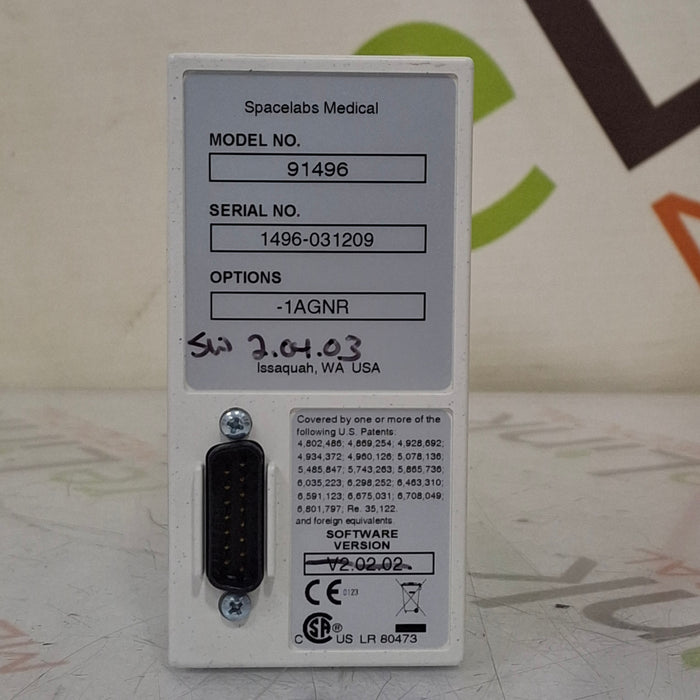 Spacelabs Medical
MODEL NO.
91496
SERIAL NO.
1496-031209
OPTIONS
-1AGNR
SW 2.04.03
Issaquah, WA USA
Covered by one or more of the
following U.S. Patents:
4,802,486; 4,869,254; 4,928,692;
4,934,372; 4,960,126; 5,078,136;
5,485,847; 5,743,263; 5,865,736;
6,035,223; 6,298,252; 6,463,310;
6,591,123; 6,675,031; 6,708,049;
6,801,797; Re. 35,122.
and foreign equivalents.
SOFTWARE
VERSION
V2.02.02
CE 0123
C SA ® US LR 80473